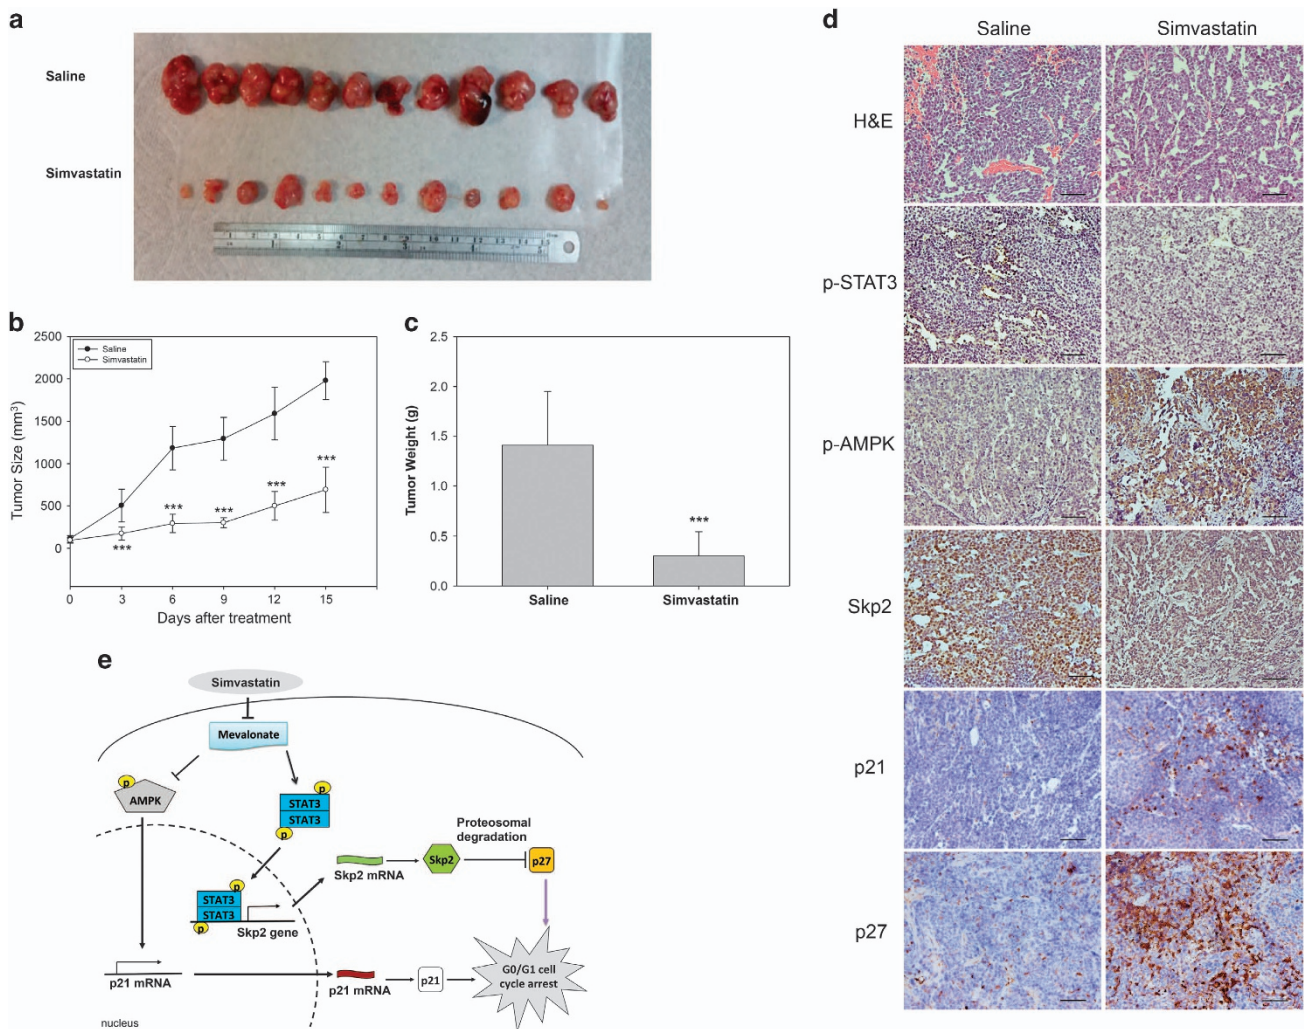 a
Saline
Simvastatin
b
2500
2000
1500
1000
500
0
Tumor Size (mm³)
Saline
Simvastatin
***
***
***
***
***
0 3 6 9 12 15
Days after treatment
c
2.5
2.0
1.5
1.0
0.5
0.0
Tumor Weight (g)
***
Saline Simvastatin
d
Saline Simvastatin
H&E
p-STAT3
p-AMPK
Skp2
p21
p27
e
Simvastatin
Mevalonate
p
AMPK
p
STAT3
STAT3
p
p
STAT3
STAT3
p
Skp2 gene
Skp2 mRNA
Skp2
Proteosomal
degradation
p27
p21 mRNA
p21 mRNA
p21
G0/G1 cell
cycle arrest
nucleus